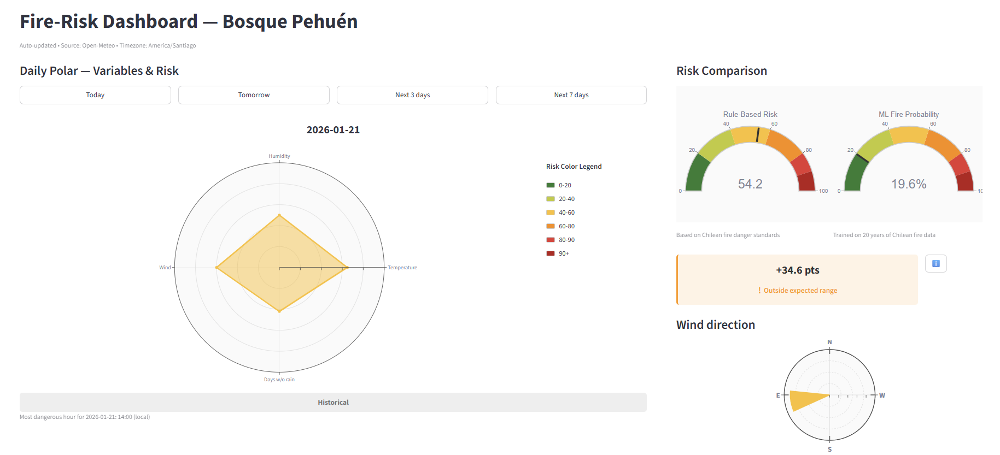 Fire-Risk Dashboard — Bosque Pehuén
Auto-updated • Source: Open-Meteo • Timezone: America/Santiago
Daily Polar — Variables & Risk
Today
Tomorrow
Next 3 days
Next 7 days
2026-01-21
Humidity
Wind
Temperature
Days w/o rain
Risk Color Legend
0-20
20-40
40-60
60-80
80-90
90+
Historical
Most dangerous hour for 2026-01-21: 14:00 (local)
Risk Comparison
Rule-Based Risk
0
20
40
60
80
100
54.2
ML Fire Probability
0
20
40
60
80
10
19.6%
Based on Chilean fire danger standards
Trained on 20 years of Chilean fire data
+34.6 pts
! Outside expected range
i
Wind direction
N
E
W
S